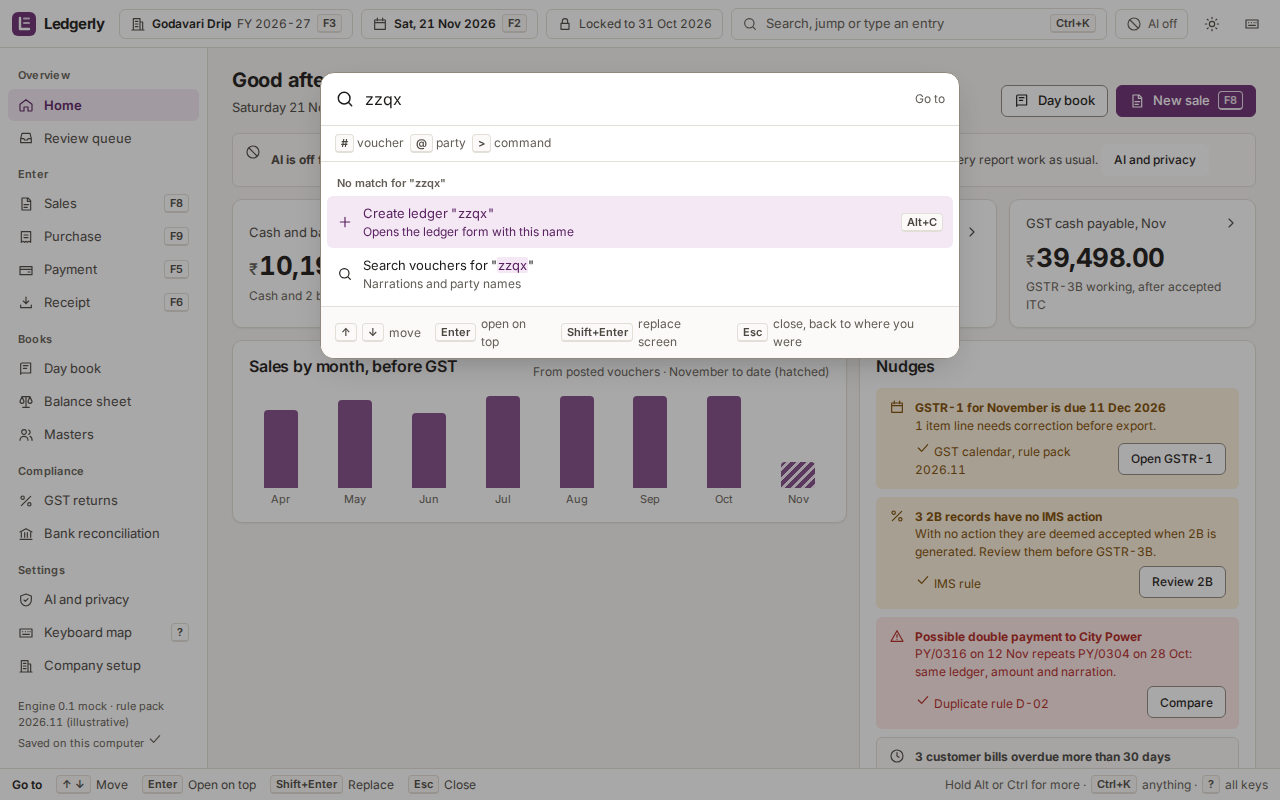 Ledgerly
Godavari Drip FY 2026-27 F3
Sat, 21 Nov 2026 F2
Locked to 31 Oct 2026
Search, jump or type an entry Ctrl+K
AI off
Overview
Home
Review queue
Enter
Sales F8
Purchase F9
Payment F5
Receipt F6
Books
Day book
Balance sheet
Masters
Compliance
GST returns
Bank reconciliation
Settings
AI and privacy
Keyboard map ?
Company setup
Engine 0.1 mock · rule pack
2026.11 (illustrative)
Saved on this computer
Good afte
Saturday 21 N
Day book
New sale F8
AI is off
ery report work as usual. AI and privacy
Cash and ba
₹10,19
Cash and 2 b
GST cash payable, Nov
₹39,498.00
GSTR-3B working, after accepted
ITC
zzqx Go to
# voucher @ party > command
No match for "zzqx"
Create ledger "zzqx" Alt+C
Opens the ledger form with this name
Search vouchers for "zzqx"
Narrations and party names
↑ ↓ move Enter open on top Shift+Enter replace screen Esc close, back to where you were
Sales by month, before GST
From posted vouchers · November to date (hatched)
Apr May Jun Jul Aug Sep Oct Nov
Nudges
GSTR-1 for November is due 11 Dec 2026
1 item line needs correction before export.
GST calendar, rule pack
2026.11
Open GSTR-1
3 2B records have no IMS action
With no action they are deemed accepted when 2B is
generated. Review them before GSTR-3B.
IMS rule
Review 2B
Possible double payment to City Power
PY/0316 on 12 Nov repeats PY/0304 on 28 Oct:
same ledger, amount and narration.
Duplicate rule D-02
Compare
3 customer bills overdue more than 30 days
Go to ↑ ↓ Move Enter Open on top Shift+Enter Replace Esc Close
Hold Alt or Ctrl for more · Ctrl+K anything · ? all keys